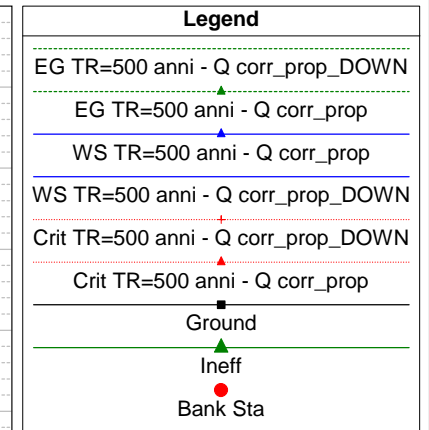 Legend
EG TR=500 anni - Q corr_prop_DOWN
EG TR=500 anni - Q corr_prop
WS TR=500 anni - Q corr_prop
WS TR=500 anni - Q corr_prop_DOWN
Crit TR=500 anni - Q corr_prop_DOWN
Crit TR=500 anni - Q corr_prop
Ground
Ineff
Bank Sta